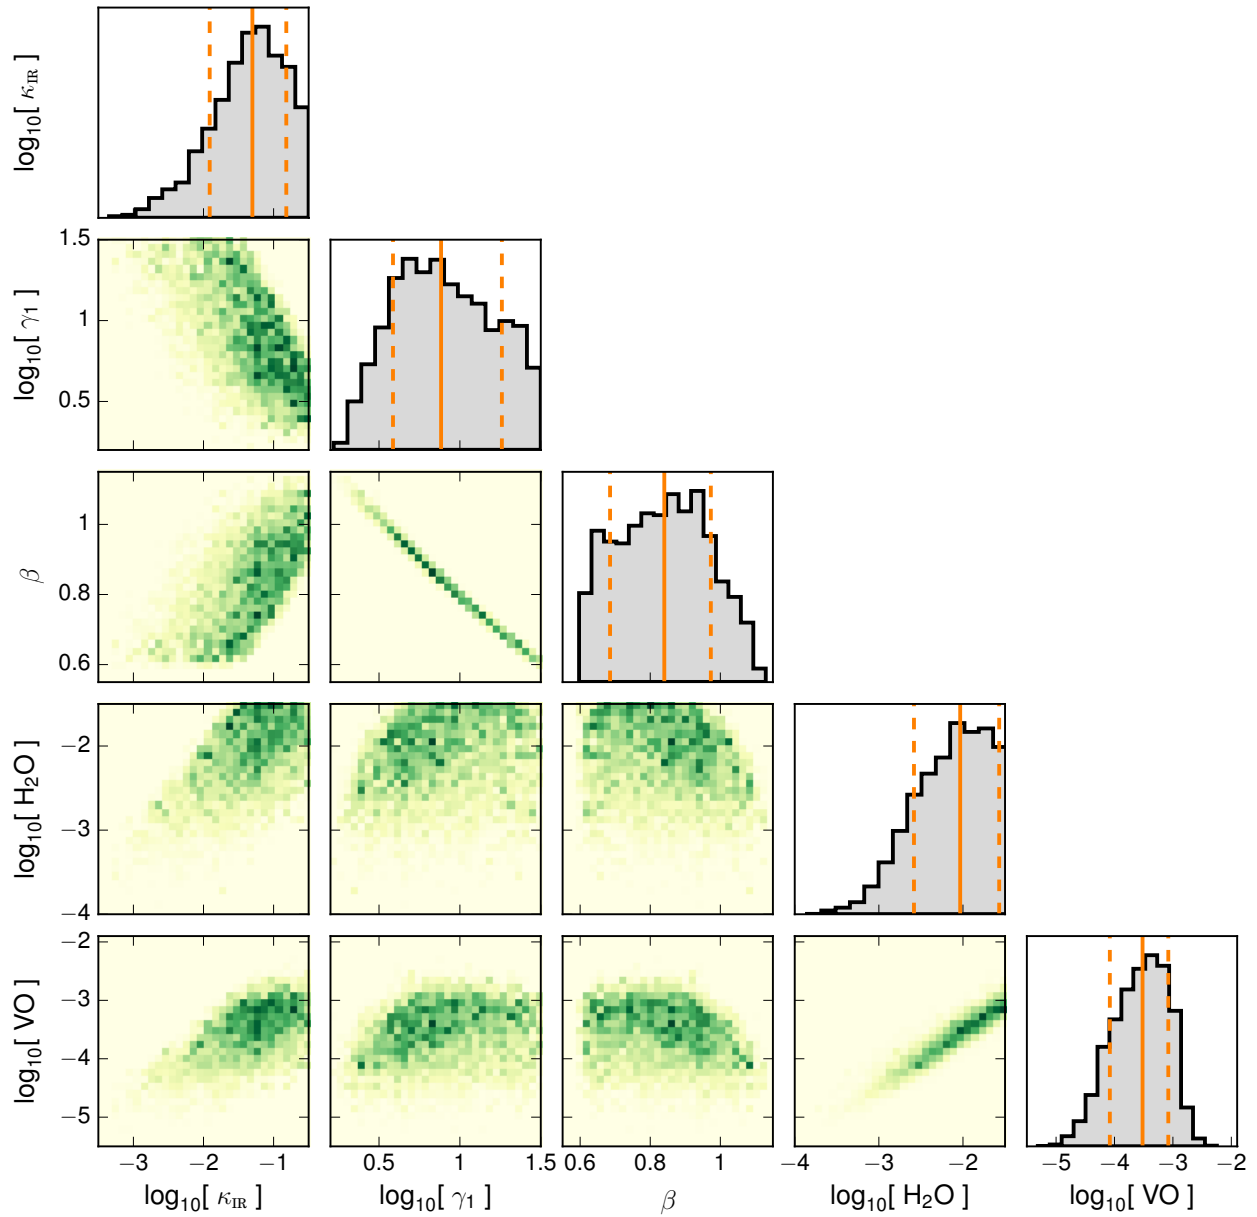 log₁₀[ κ_IR ]
1.5
1
0.5
log₁₀[ γ₁ ]
1
0.8
0.6
β
−2
−3
−4
log₁₀[ H₂O ]
−2
−3
−4
−5
log₁₀[ VO ]
−3 −2 −1
0.5 1 1.5
0.6 0.8 1
−4 −3 −2
−5 −4 −3 −2
log₁₀[ κ_IR ] log₁₀[ γ₁ ] β log₁₀[ H₂O ] log₁₀[ VO ]